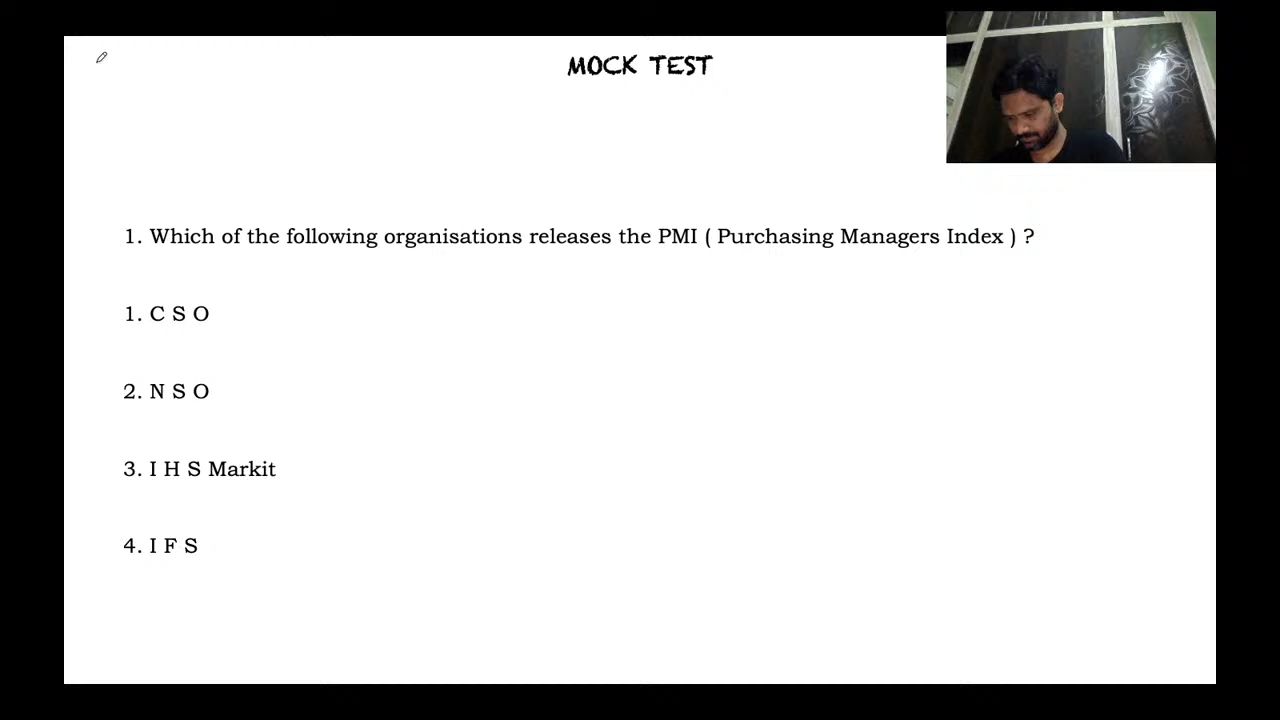 MOCK TEST
1. Which of the following organisations releases the PMI ( Purchasing Managers Index ) ?
1. C S O
2. N S O
3. I H S Markit
4. I F S